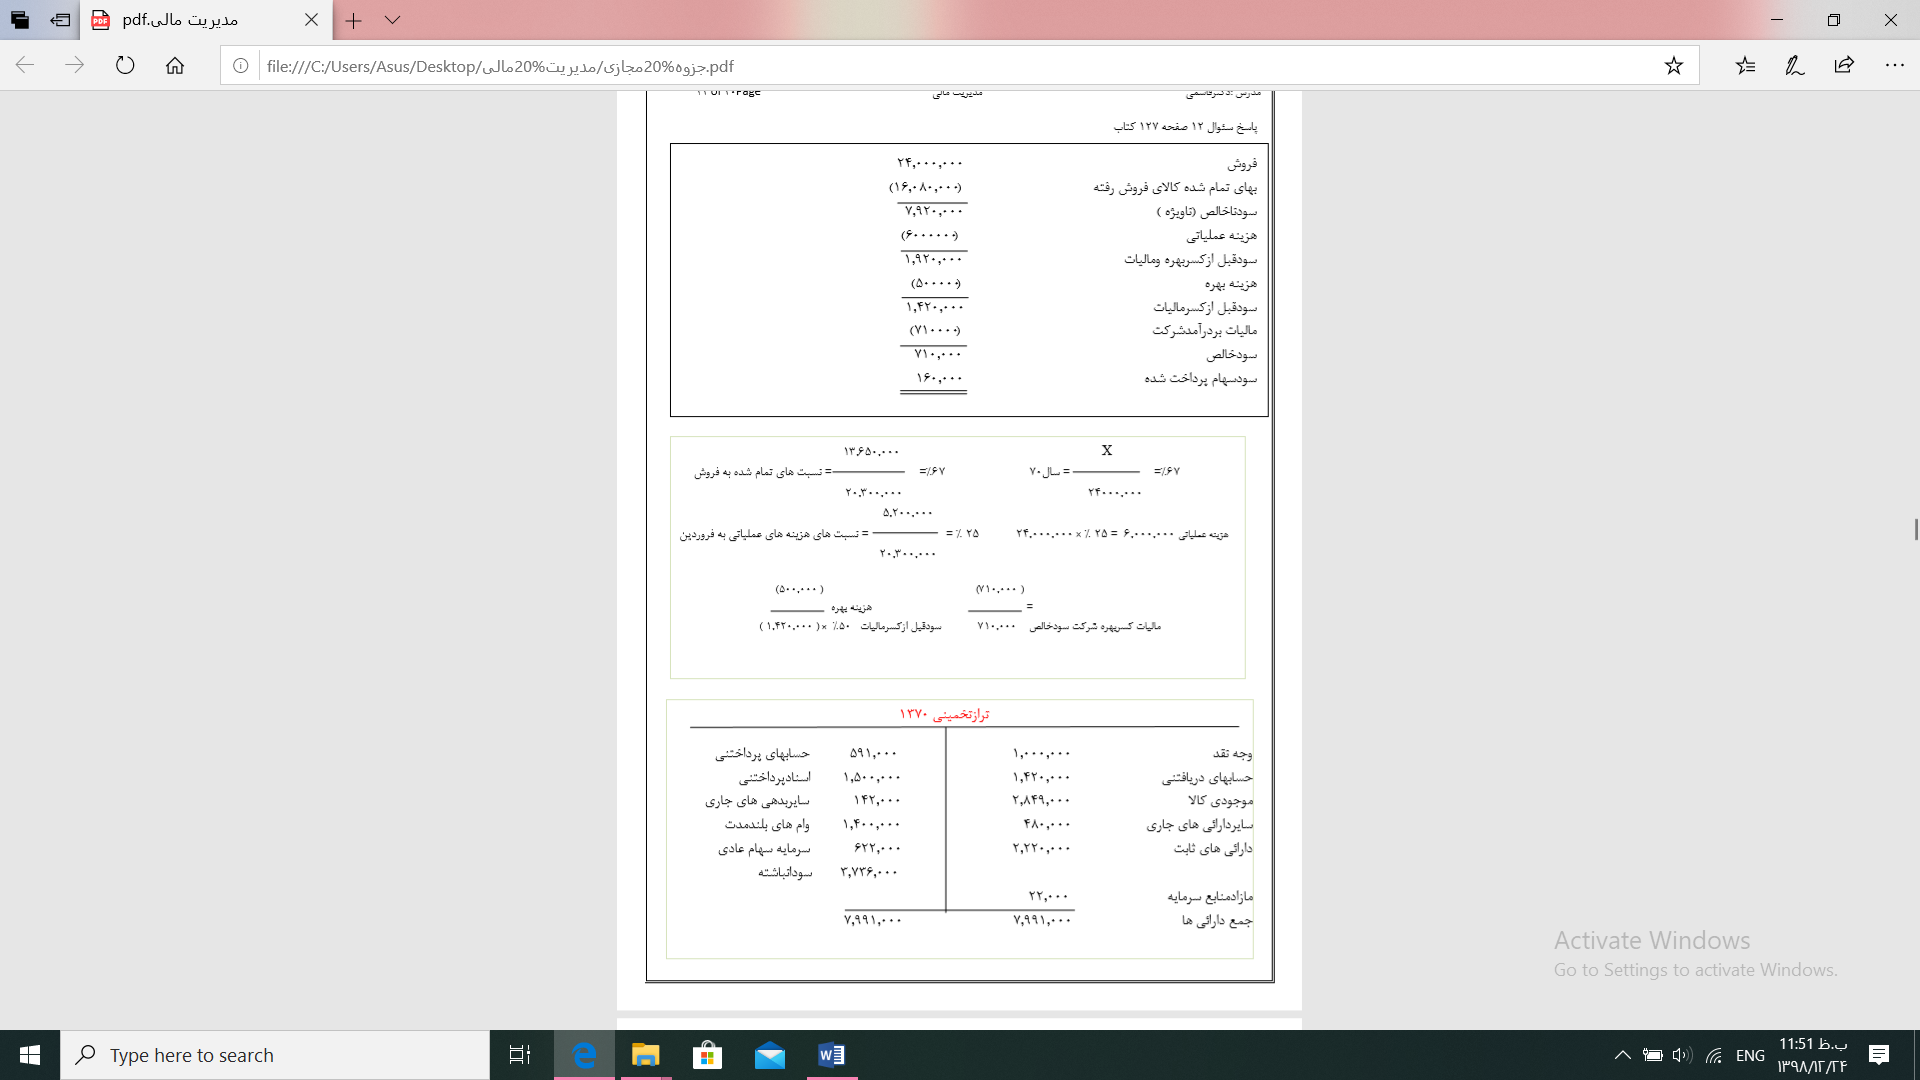 مدیریت مالی.pdf
file:///C:/Users/Asus/Desktop/جزوه%20مجازی/مدیریت%20مالی.pdf
مدرس :دکترقاسمی مدیریت مالی
پاسخ سئوال ۱۲ صفحه ۱۲۷ کتاب
فروش ۲۴,۰۰۰,۰۰۰
بهای تمام شده کالای فروش رفته (۱۶,۰۸۰,۰۰۰)
سودناخالص (ناویژه ) ۷,۹۲۰,۰۰۰
هزینه عملیاتی (۶۰۰۰۰۰۰)
سودقبل ازکسربهره ومالیات ۱,۹۲۰,۰۰۰
هزینه بهره (۵۰۰۰۰۰)
سودقبل ازکسرمالیات ۱,۴۲۰,۰۰۰
مالیات بردرآمدشرکت (۷۱۰۰۰۰)
سودخالص ۷۱۰,۰۰۰
سودسهام پرداخت شده ۱۶۰,۰۰۰
X ۱۳,۶۵۰,۰۰۰
=٪۶۷ = سال۷۰ =٪۶۷ = نسبت های تمام شده به فروش
۲۴۰۰۰,۰۰۰ ۲۰,۳۰۰,۰۰۰
۵,۲۰۰,۰۰۰
هزینه عملیاتی ۲۴,۰۰۰,۰۰۰ × ٪ ۲۵ = ۶,۰۰۰,۰۰۰ = ٪ ۲۵ = نسبت های هزینه های عملیاتی به فروردین
۲۰,۳۰۰,۰۰۰
(۷۱۰,۰۰۰ ) (۵۰۰,۰۰۰ )
= هزینه بهره
مالیات کسربهره شرکت سودخالص ۷۱۰,۰۰۰ سودقبل ازکسرمالیات ۵۰٪ × ( ۱,۴۲۰,۰۰۰ )
ترازتخمینی ۱۳۷۰
وجه نقد ۱,۰۰۰,۰۰۰ ۵۹۱,۰۰۰ حسابهای پرداختنی
حسابهای دریافتنی ۱,۴۲۰,۰۰۰ ۱,۵۰۰,۰۰۰ اسنادپرداختنی
موجودی کالا ۲,۸۴۹,۰۰۰ ۱۴۲,۰۰۰ سایربدهی های جاری
سایردارائی های جاری ۴۸۰,۰۰۰ ۱,۴۰۰,۰۰۰ وام های بلندمدت
دارائی های ثابت ۲,۲۲۰,۰۰۰ ۶۲۲,۰۰۰ سرمایه سهام عادی
۳,۷۳۶,۰۰۰ سودانباشته
مازادمنابع سرمایه ۲۲,۰۰۰
جمع دارائی ها ۷,۹۹۱,۰۰۰ ۷,۹۹۱,۰۰۰
Activate Windows
Go to Settings to activate Windows.
Type here to search
ENG
11:51 ب.ظ
۱۳۹۸/۱۲/۲۴